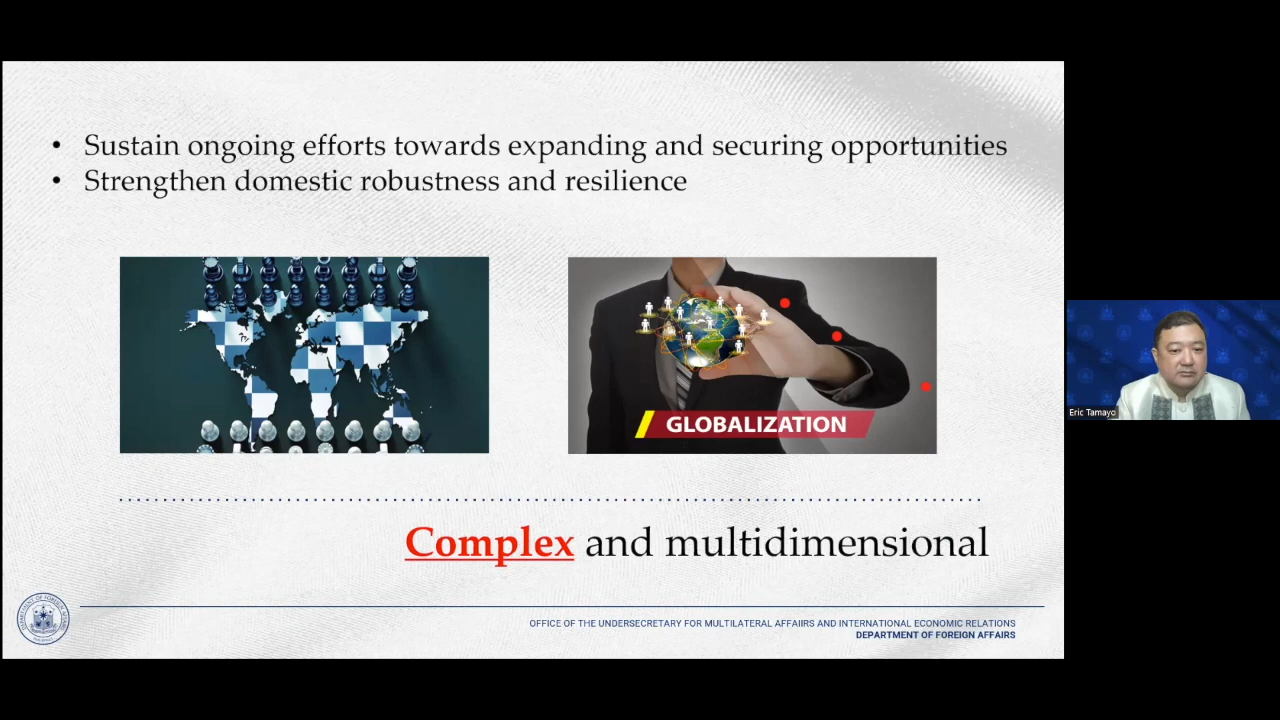 • Sustain ongoing efforts towards expanding and securing opportunities
• Strengthen domestic robustness and resilience
GLOBALIZATION
Complex and multidimensional
OFFICE OF THE UNDERSECRETARY FOR MULTILATERAL AFFAIIRS AND INTERNATIONAL ECONOMIC RELATIONS
DEPARTMENT OF FOREIGN AFFAIRS
Eric Tamayo